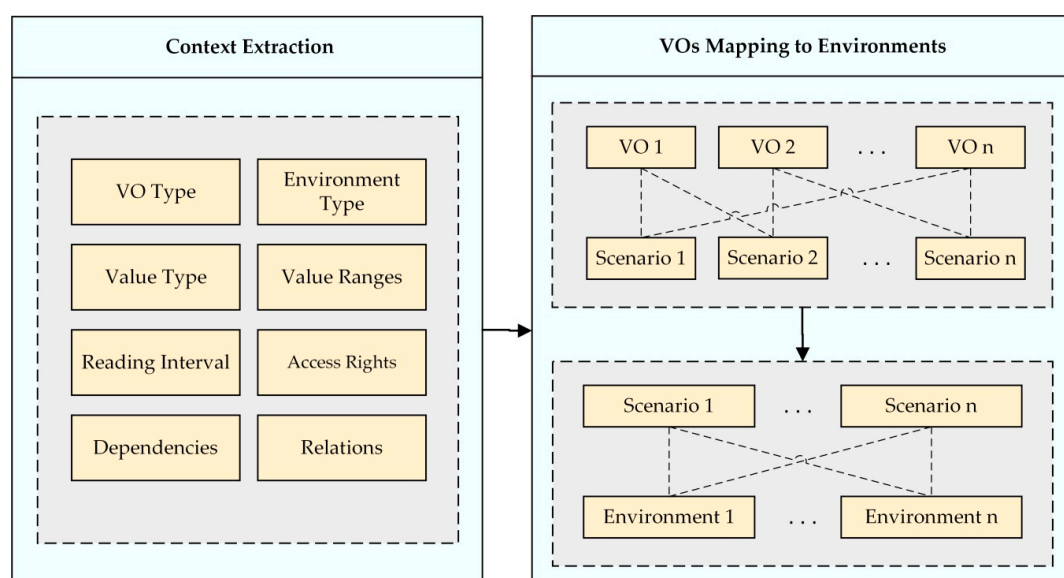 Context Extraction
VO Type
Environment
Type
Value Type
Value Ranges
Reading Interval
Access Rights
Dependencies
Relations
VOs Mapping to Environments
VO 1
VO 2
. . .
VO n
Scenario 1
Scenario 2
. . .
Scenario n
Scenario 1
. . .
Scenario n
Environment 1
. . .
Environment n